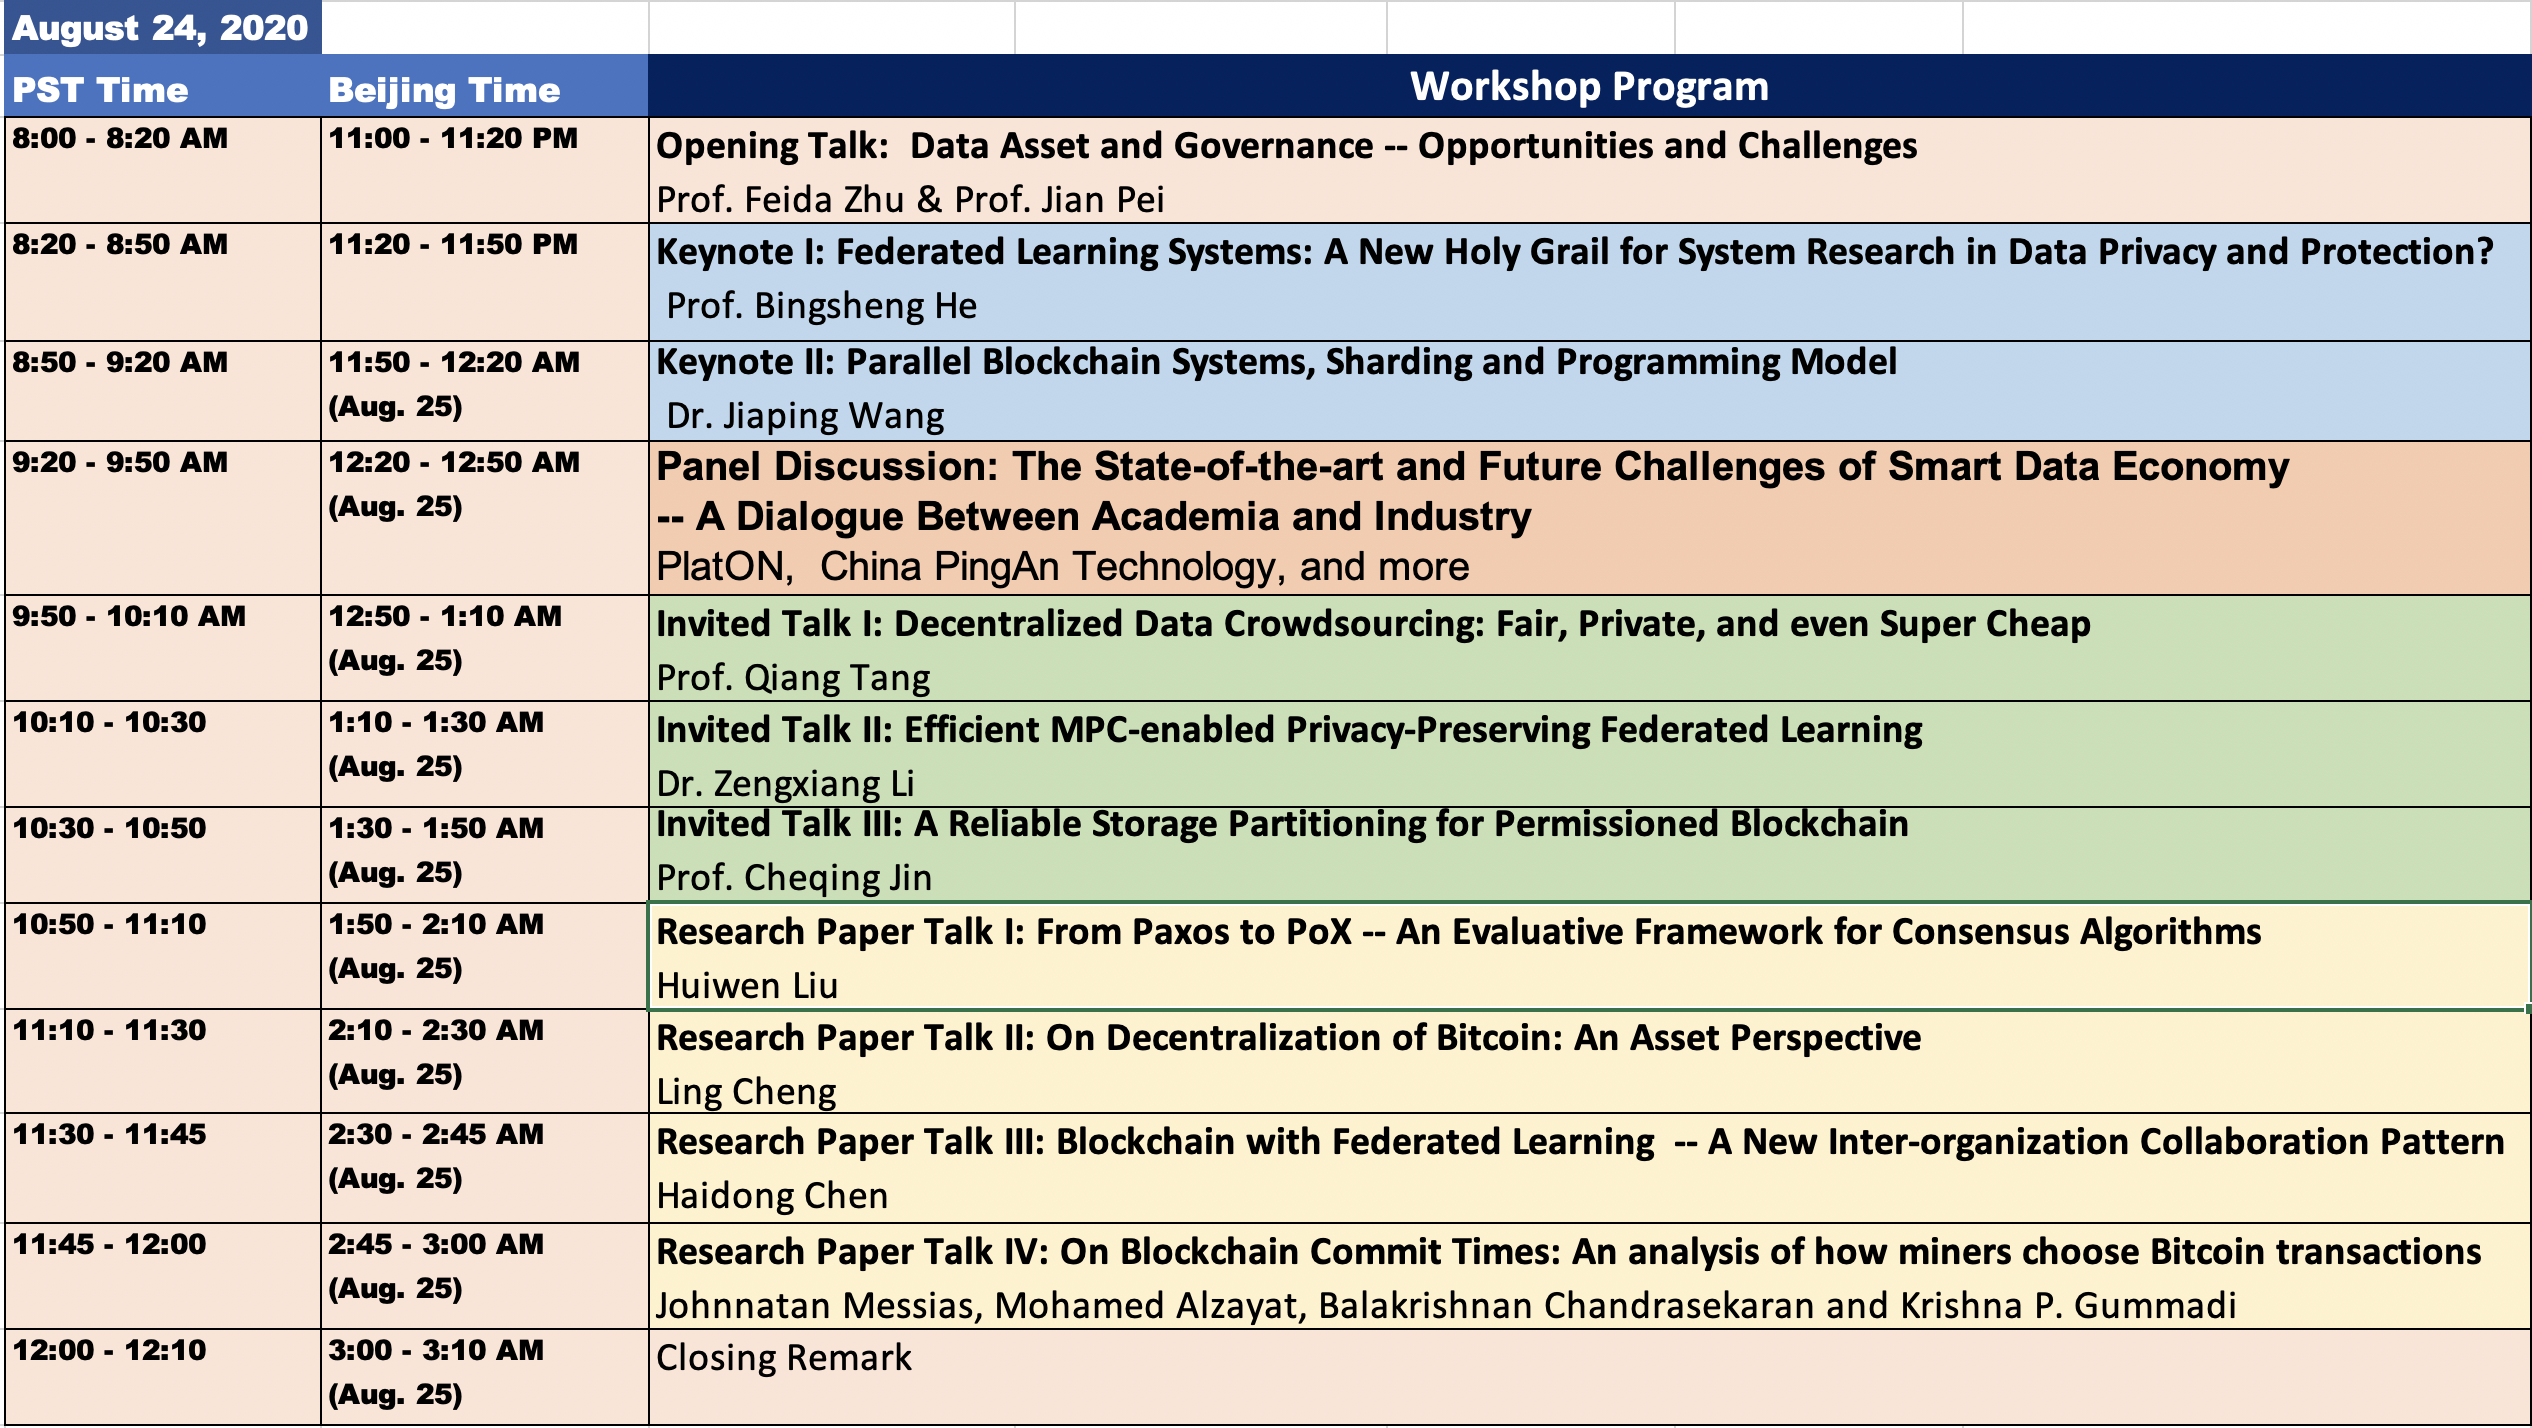 August 24, 2020
PST Time Beijing Time Workshop Program
8:00 - 8:20 AM 11:00 - 11:20 PM Opening Talk:  Data Asset and Governance -- Opportunities and Challenges
Prof. Feida Zhu & Prof. Jian Pei
8:20 - 8:50 AM 11:20 - 11:50 PM Keynote I: Federated Learning Systems: A New Holy Grail for System Research in Data Privacy and Protection?
Prof. Bingsheng He
8:50 - 9:20 AM 11:50 - 12:20 AM Keynote II: Parallel Blockchain Systems, Sharding and Programming Model
(Aug. 25) Dr. Jiaping Wang
9:20 - 9:50 AM 12:20 - 12:50 AM Panel Discussion: The State-of-the-art and Future Challenges of Smart Data Economy
(Aug. 25) -- A Dialogue Between Academia and Industry
PlatON,  China PingAn Technology, and more
9:50 - 10:10 AM 12:50 - 1:10 AM Invited Talk I: Decentralized Data Crowdsourcing: Fair, Private, and even Super Cheap
(Aug. 25) Prof. Qiang Tang
10:10 - 10:30 1:10 - 1:30 AM Invited Talk II: Efficient MPC-enabled Privacy-Preserving Federated Learning
(Aug. 25) Dr. Zengxiang Li
10:30 - 10:50 1:30 - 1:50 AM Invited Talk III: A Reliable Storage Partitioning for Permissioned Blockchain
(Aug. 25) Prof. Cheqing Jin
10:50 - 11:10 1:50 - 2:10 AM Research Paper Talk I: From Paxos to PoX -- An Evaluative Framework for Consensus Algorithms
(Aug. 25) Huiwen Liu
11:10 - 11:30 2:10 - 2:30 AM Research Paper Talk II: On Decentralization of Bitcoin: An Asset Perspective
(Aug. 25) Ling Cheng
11:30 - 11:45 2:30 - 2:45 AM Research Paper Talk III: Blockchain with Federated Learning  -- A New Inter-organization Collaboration Pattern
(Aug. 25) Haidong Chen
11:45 - 12:00 2:45 - 3:00 AM Research Paper Talk IV: On Blockchain Commit Times: An analysis of how miners choose Bitcoin transactions
(Aug. 25) Johnnatan Messias, Mohamed Alzayat, Balakrishnan Chandrasekaran and Krishna P. Gummadi
12:00 - 12:10 3:00 - 3:10 AM Closing Remark
(Aug. 25)